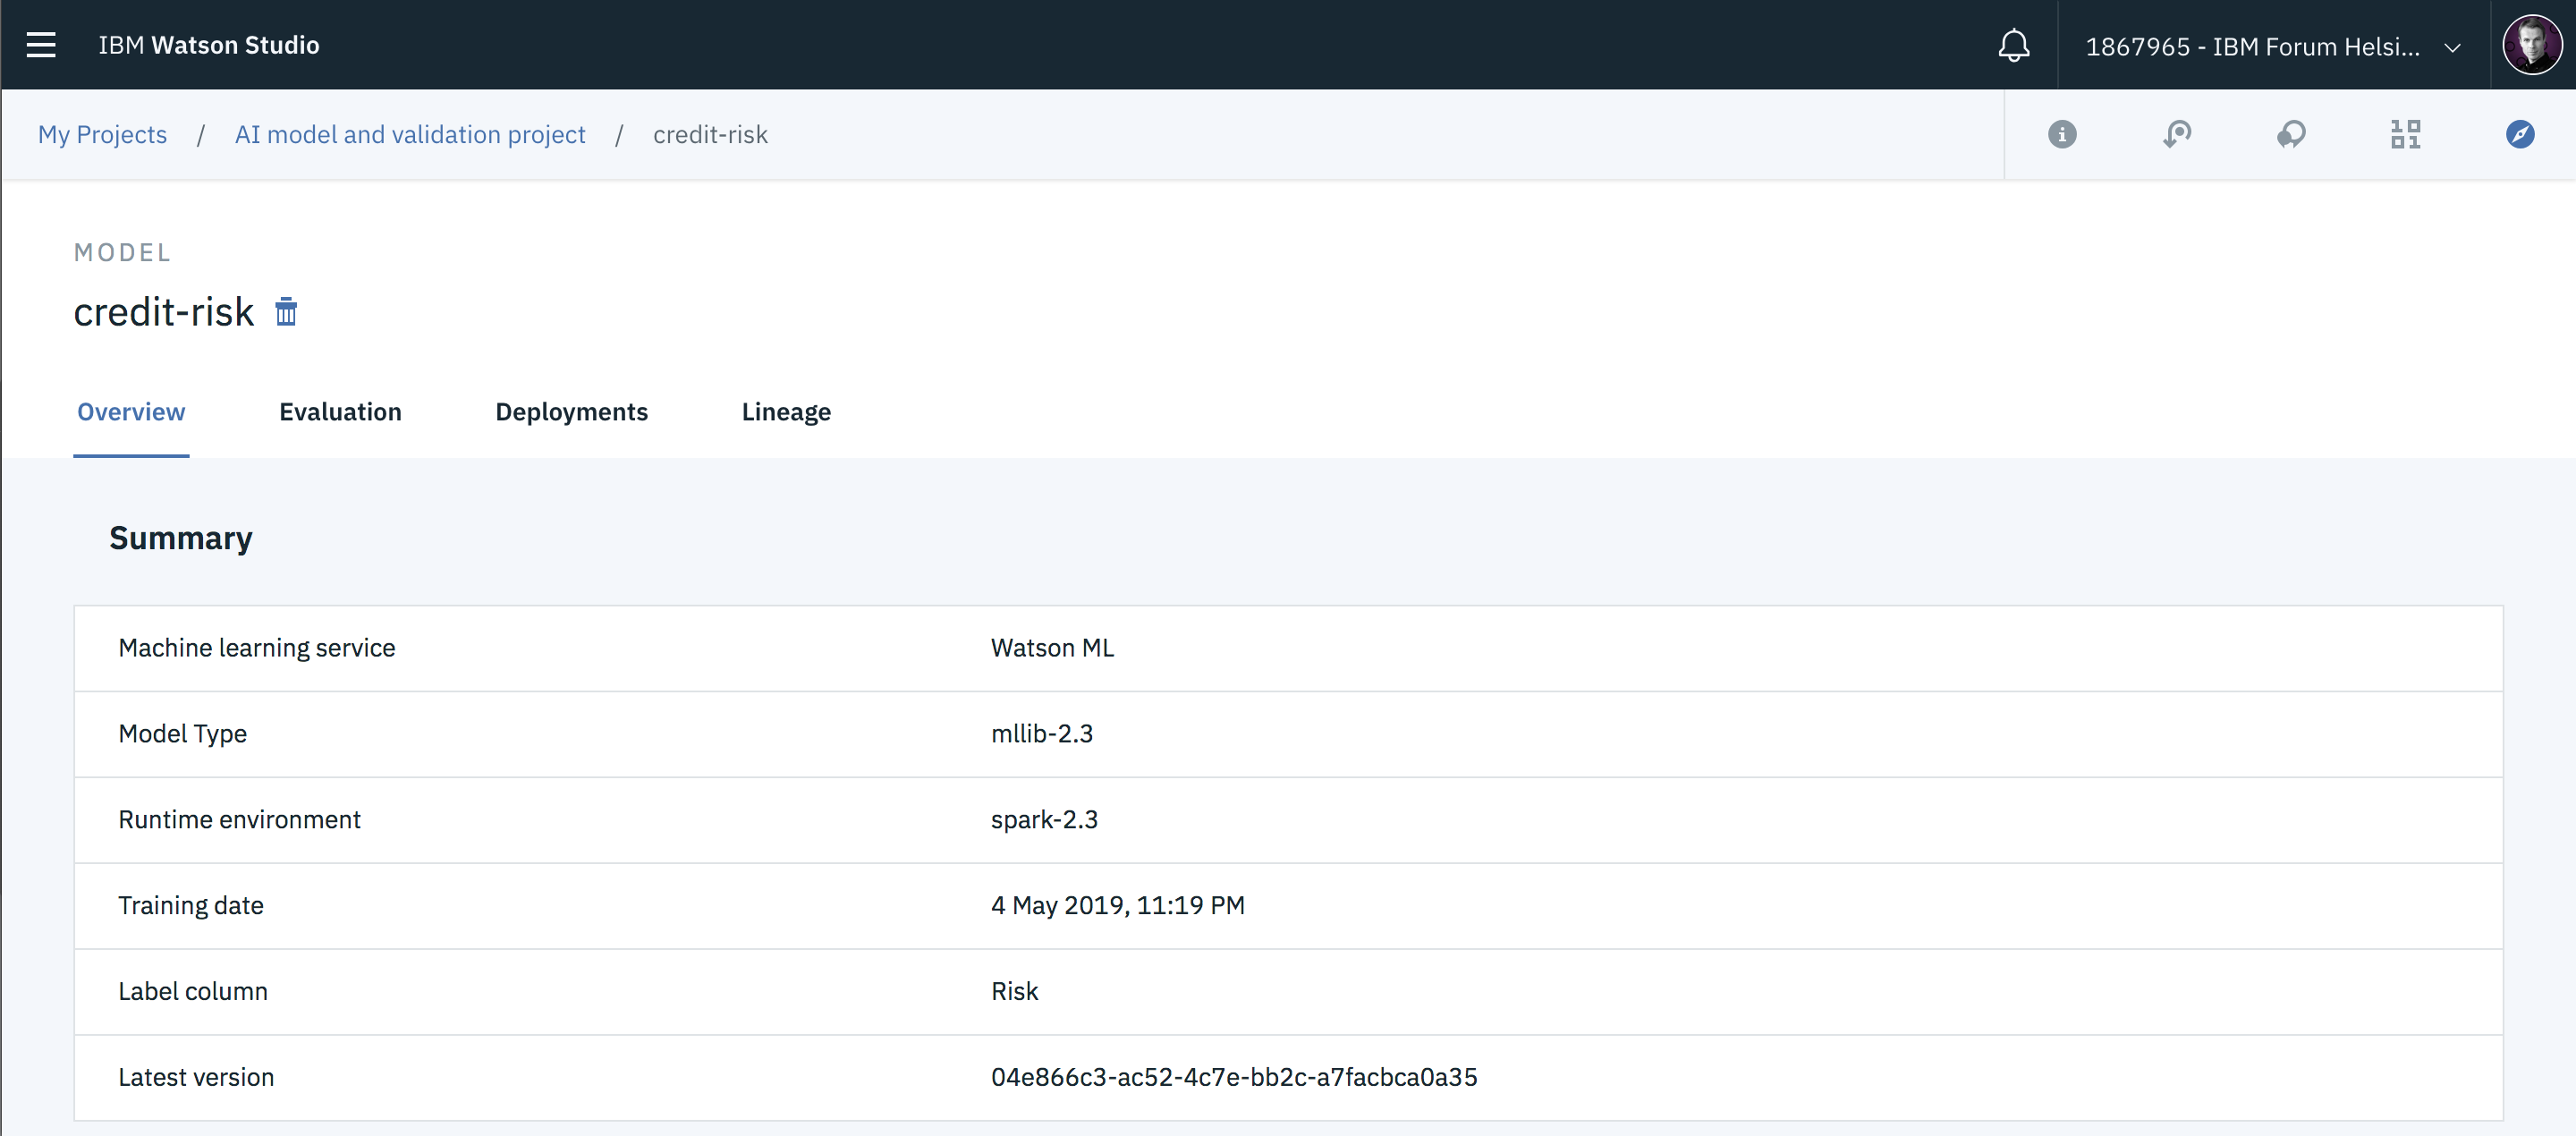 IBM Watson Studio
1867965 - IBM Forum Helsi...
My Projects / AI model and validation project / credit-risk
MODEL
credit-risk
Overview Evaluation Deployments Lineage
Summary
Machine learning service Watson ML
Model Type mllib-2.3
Runtime environment spark-2.3
Training date 4 May 2019, 11:19 PM
Label column Risk
Latest version 04e866c3-ac52-4c7e-bb2c-a7facbca0a35